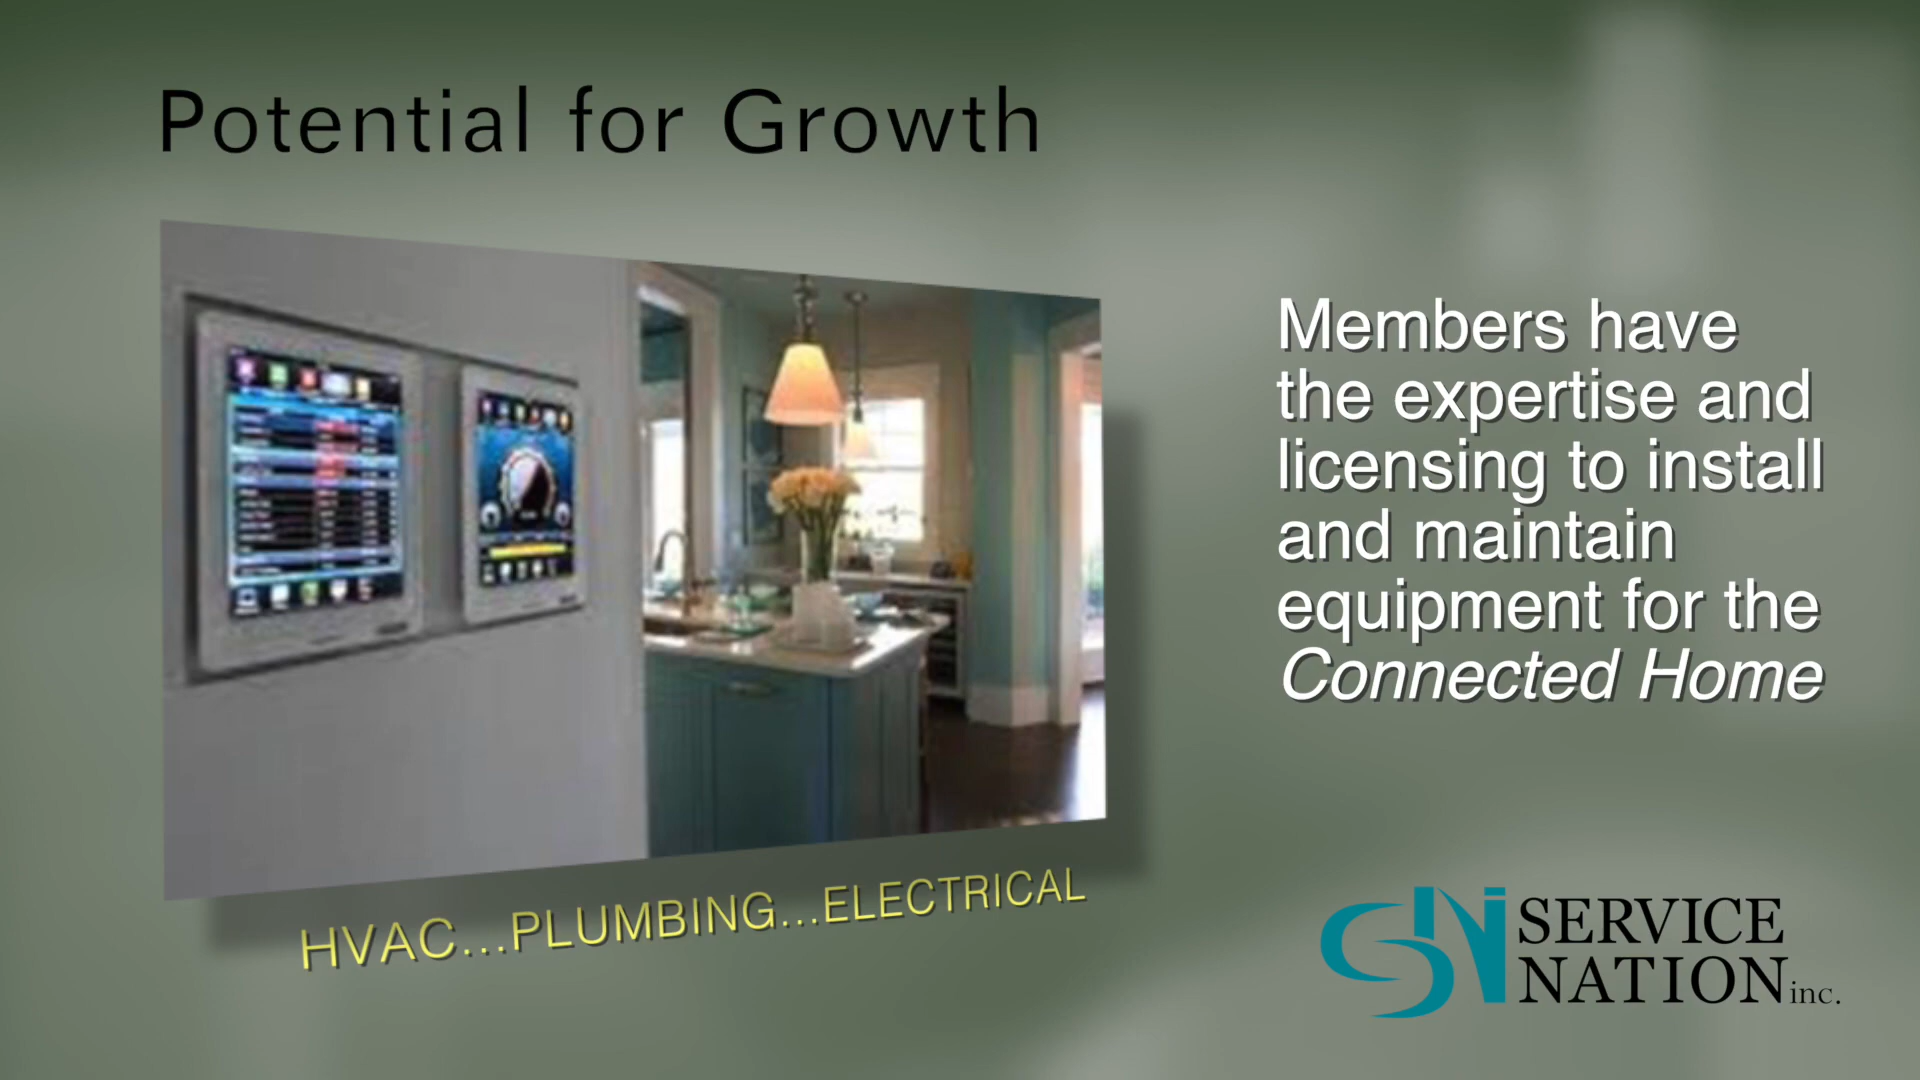 Potential for Growth
Members have
the expertise and
licensing to install
and maintain
equipment for the
Connected Home
HVAC...PLUMBING...ELECTRICAL
SERVICE
NATION inc.